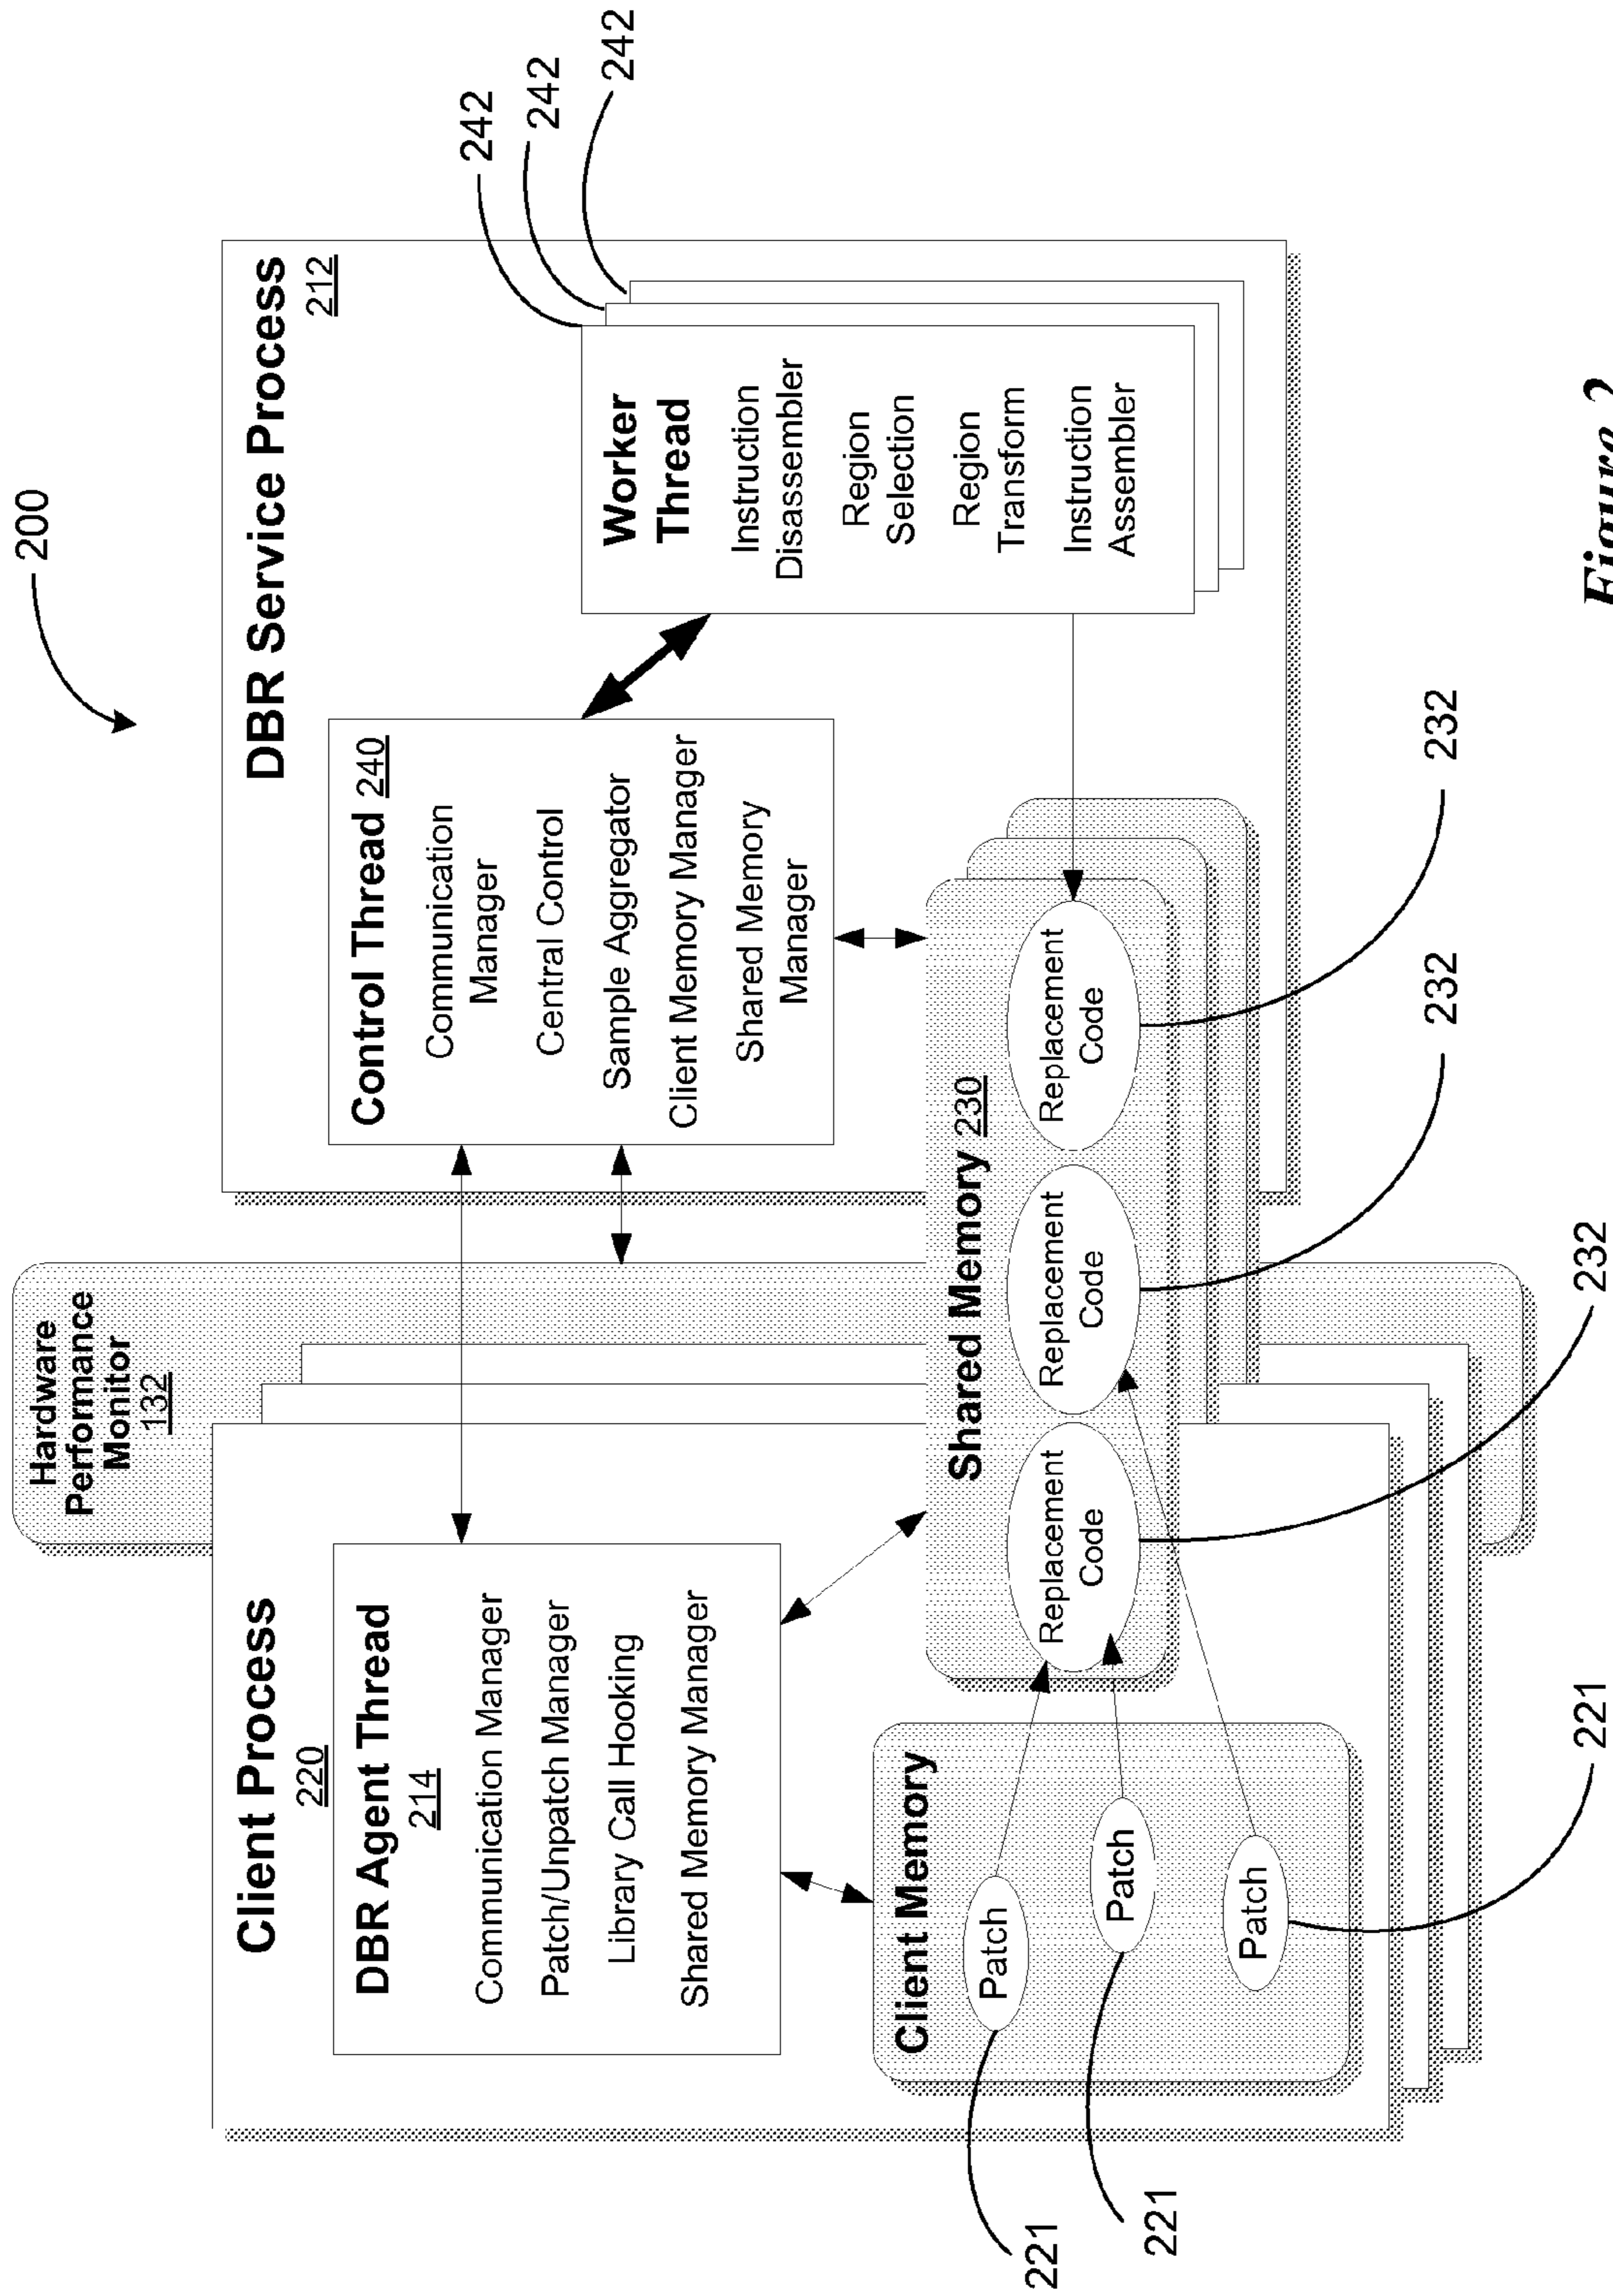 200
Hardware
Performance
Monitor
132
Client Process
220
DBR Agent Thread
214
Communication Manager
Patch/Unpatch Manager
Library Call Hooking
Shared Memory Manager
Client Memory
Patch
Patch
Patch
221
221
221
DBR Service Process
212
Control Thread 240
Communication
Manager
Central Control
Sample Aggregator
Client Memory Manager
Shared Memory
Manager
Worker
Thread
Instruction
Disassembler
Region
Selection
Region
Transform
Instruction
Assembler
242
242
242
Shared Memory 230
Replacement
Code
Replacement
Code
Replacement
Code
232
232
232
Figure 2